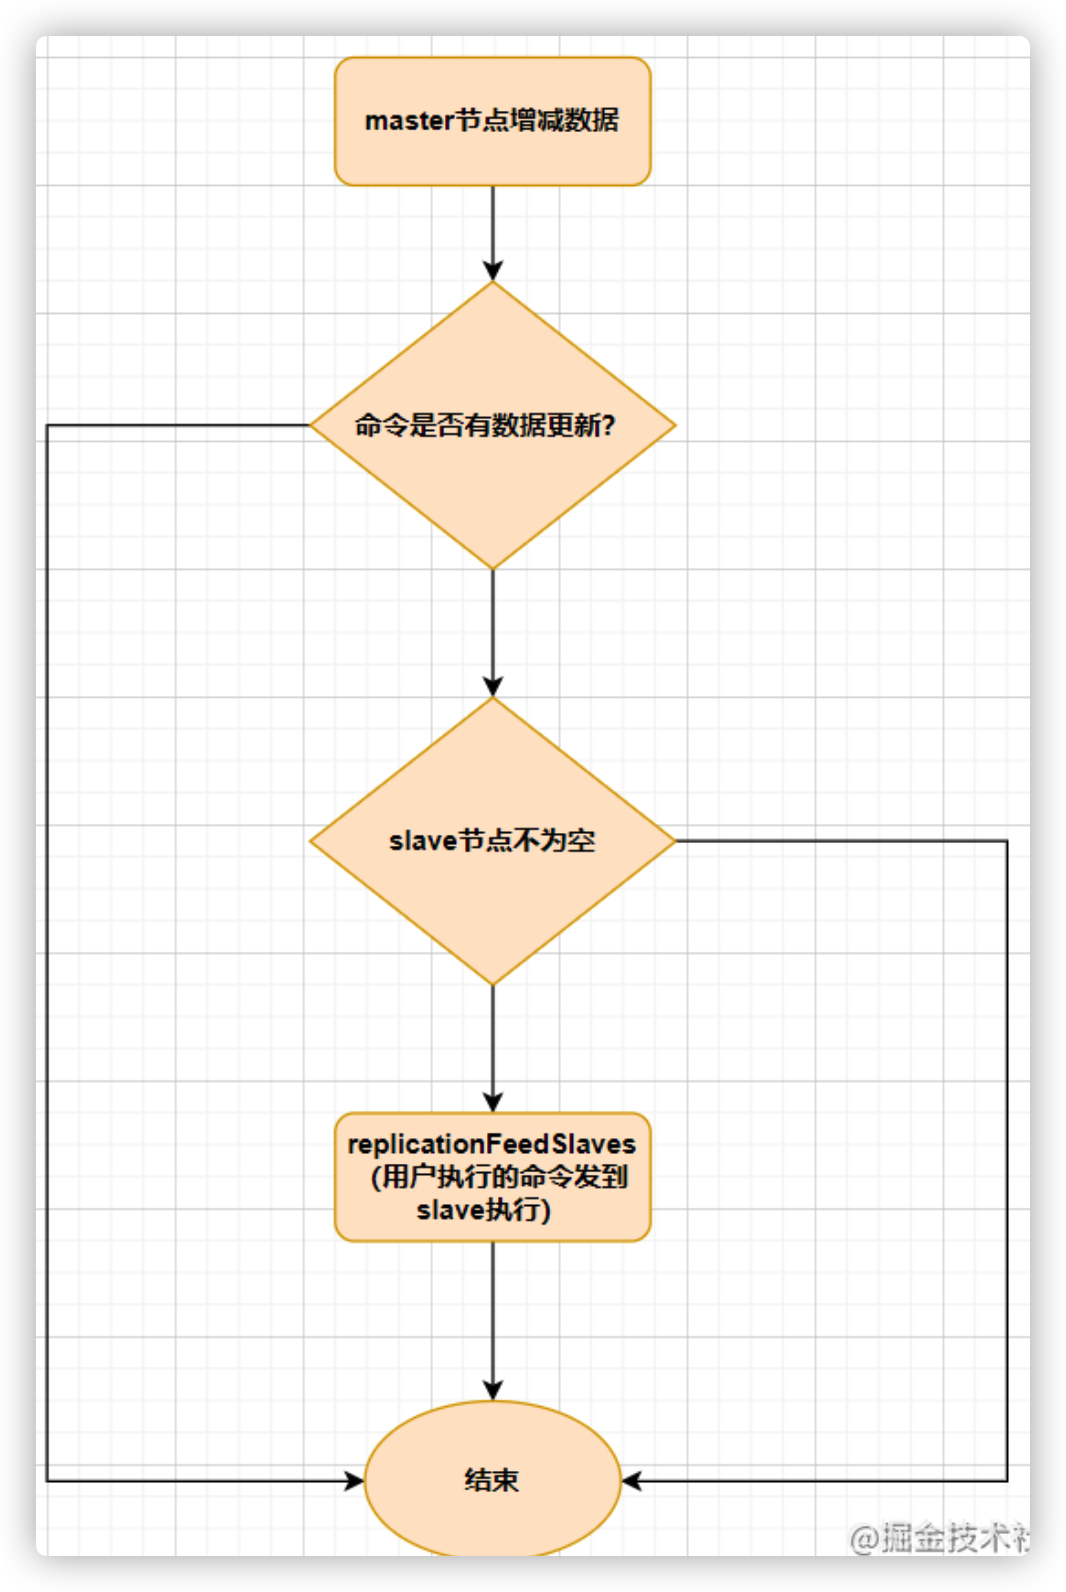 master节点增减数据
命令是否有数据更新?
slave节点不为空
replicationFeedSlaves
(用户执行的命令发到
slave执行)
结束
@掘金技术社